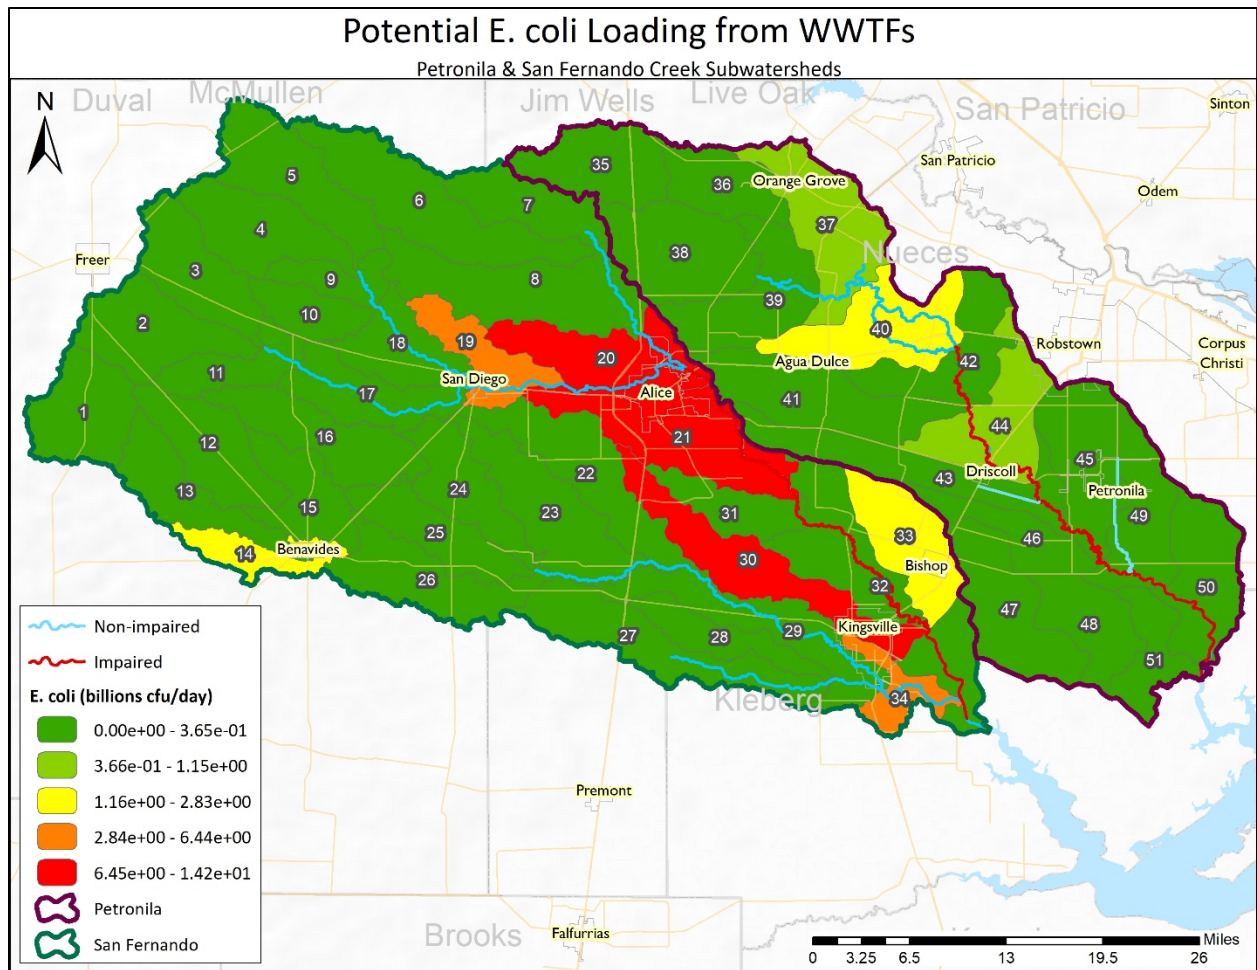 Potential E. coli Loading from WWTFs
Petronila & San Fernando Creek Subwatersheds
N
Duval
McMullen
Jim Wells
Live Oak
San Patricio
Sinton
San Patricio
Odem
Orange Grove
Nueces
Freer
Robstown
Corpus
Christi
Agua Dulce
San Diego
Alice
Driscoll
Petronila
Benavides
Bishop
Kingsville
Kleberg
Premont
Brooks
Falfurrias
1
2
3
4
5
6
7
8
9
10
11
12
13
14
15
16
17
18
19
20
21
22
23
24
25
26
27
28
29
30
31
32
33
34
35
36
37
38
39
40
41
42
43
44
45
46
47
48
49
50
51
Non-impaired
Impaired
E. coli (billions cfu/day)
0.00e+00 - 3.65e-01
3.66e-01 - 1.15e+00
1.16e+00 - 2.83e+00
2.84e+00 - 6.44e+00
6.45e+00 - 1.42e+01
Petronila
San Fernando
Miles
0 3.25 6.5 13 19.5 26